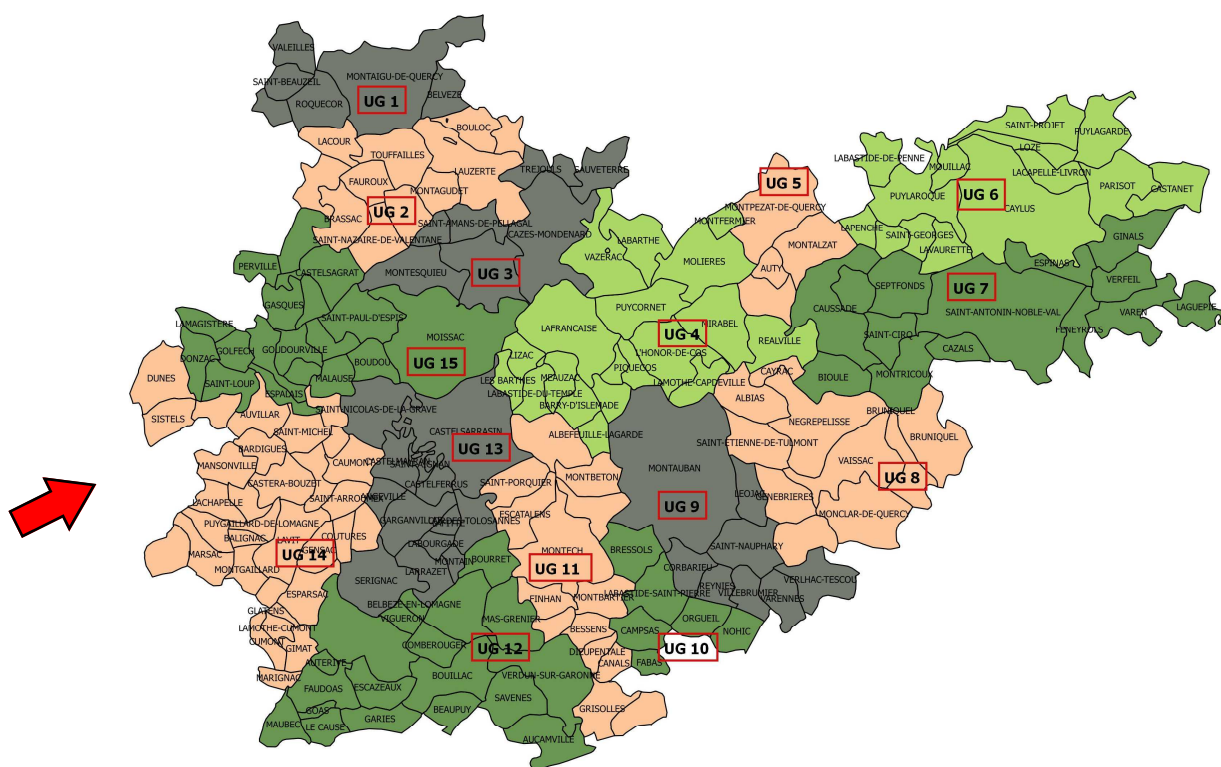 VALEILLES
MONTAIGU-DE-QUERCY
SAINT-BEAUZEIL
UG 1
BELVEZE
ROQUECOR
BOULOC
LACOUR
TOUFFAILLES
LAUZERTE
TREJOULS
SAUVETERRE
FAUROUX
MONTAGUDET
UG 2
BRASSAC
SAINT-AMANS-DE-PELLAGAL
CAZES-MONDENARD
SAINT-NAZAIRE-DE-VALENTANE
MONTESQUIEU
UG 3
SAINT-PROJET
PUYLAGARDE
LOZE
LABASTIDE-DE-PENNE
MOUILLAC
LACAPELLE-LIVRON
PARISOT
CASTANET
PUYLAROQUE
UG 6
CAYLUS
LAPENCHE
SAINT-GEORGES
LAVAURETTE
GINALS
UG 5
MONTPEZAT-DE-QUERCY
MONTFERMIER
MONTALZAT
AUTY
LABARTHE
VAZERAC
MOLIERES
PUYCORNET
LAFRANCAISE
MIRABEL
UG 4
REALVILLE
L'HONOR-DE-COS
LIZAC
PIQUECOS
LES BARTHES
MEAUZAC
LAMOTHE-CAPDEVILLE
LABASTIDE-DU-TEMPLE
BARRY-D'ISLEMADE
ESPINAS
VERFEIL
SEPTFONDS
UG 7
LAGUEPIE
CAUSSADE
SAINT-ANTONIN-NOBLE-VAL
VAREN
FENEYROLS
SAINT-CIRQ
CAZALS
BIOULE
MONTRICOUX
PERVILLE
CASTELSAGRAT
GASQUES
LAMAGISTERE
SAINT-PAUL-D'ESPIS
MOISSAC
DONZAC
GOLFECH
GOUDOURVILLE
BOUDOU
UG 15
SAINT-LOUP
MALAUSE
ESPALAIS
DUNES
SISTELS
AUVILLAR
SAINT-NICOLAS-DE-LA-GRAVE
SAINT-MICHEL
CASTELSARRASIN
UG 13
BARDIGUES
MANSONVILLE
CAUMONT
CASTELMAYRAN
SAINT-AIGNAN
CASTERA-BOUZET
CASTELFERRUS
LACHAPELLE
SAINT-ARROUMEX
PUYGAILLARD-DE-LOMAGNE
GARGANVILLAR
BALIGNAC
LAVIT
COUTURES
MARSAC
UG 14
GENSAC
LABOURGADE
MONTGAILLARD
MONTAIN
LARRAZET
SERIGNAC
ESPARSAC
GLATENS
LAMOTHE-CUMONT
CUMONT
GIMAT
MARIGNAC
CAYRAC
ALBIAS
NEGREPELISSE
BRUNIQUEL
BRUNIQUEL
SAINT-ETIENNE-DE-TULMONT
VAISSAC
UG 8
GENEBRIERES
MONCLAR-DE-QUERCY
ALBEFEUILLE-LAGARDE
MONTAUBAN
LEOJAC
UG 9
SAINT-NAUPHARY
CORBARIEU
REYNIES
VILLEBRUMIER
VERLHAC-TESCOU
VARENNES
SAINT-PORQUIER
MONTBETON
ESCATALENS
MONTECH
UG 11
FINHAN
MONTBARTIER
BESSENS
DIEUPENTALE
CANALS
GRISOLLES
BRESSOLS
LABASTIDE-SAINT-PIERRE
CAMPSAS
ORGUEIL
NOHIC
UG 10
FABAS
BOURRET
BELBEZE-EN-LOMAGNE
VIGUERON
MAS-GRENIER
COMBEROUGER
UG 12
BOUILLAC
VERDUN-SUR-GARONNE
AUTERIVE
FAUDOAS
ESCAZEAUX
SAVENES
BEAUPUY
GOAS
MAUBEC
LE CAUSE
GARIES
AUCAMVILLE